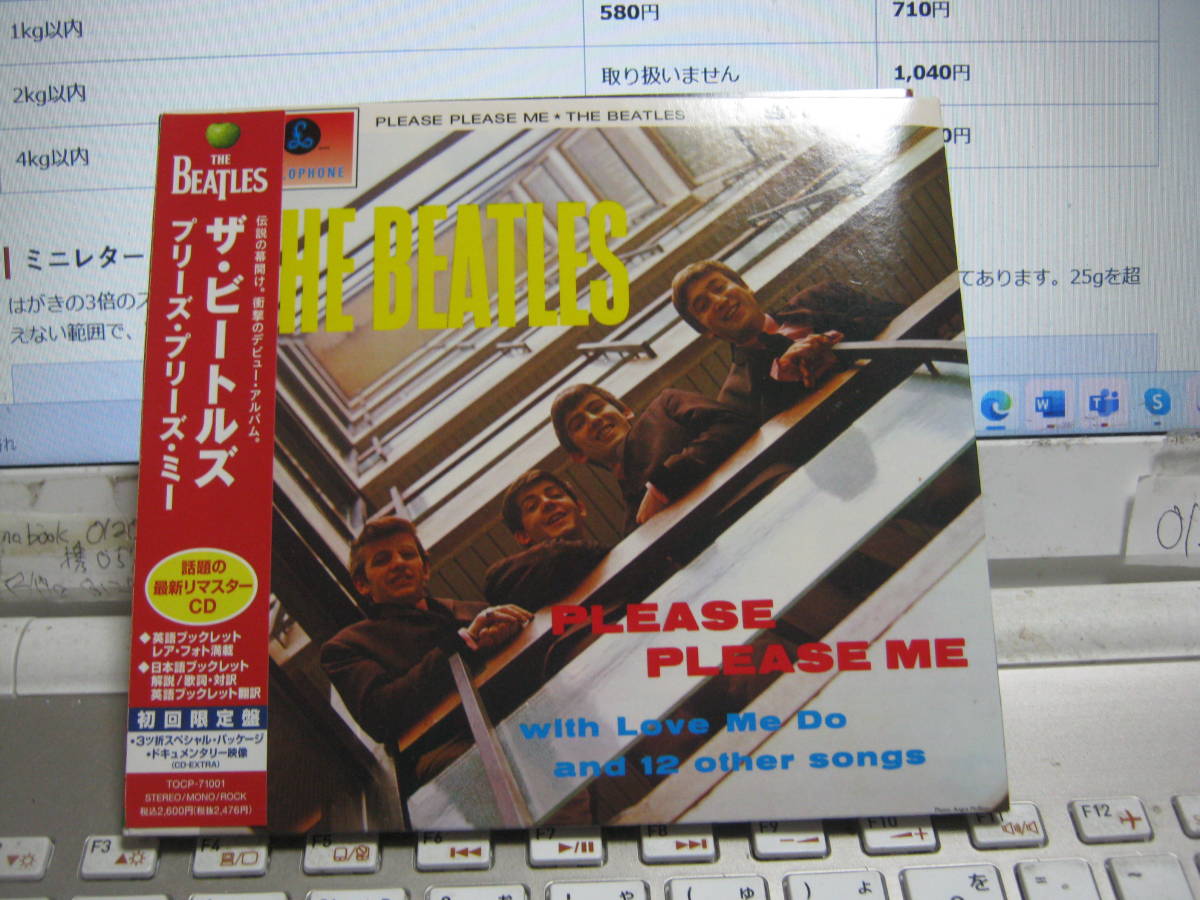 1kg以内
580円
710円
2kg以内
取り扱いません
1,040円
4kg以内
0円
ミニレター
はがきの3倍のス
てあります。25gを超
えない範囲で、
THE
BEATLES
ザ・ビートルズ
プリーズ・プリーズ・ミー
伝説の幕開け。衝撃のデビュー・アルバム。
話題の
最新リマスター
CD
◆英語ブックレット
レア・フォト満載
◆日本語ブックレット
解説/歌詞・対訳
英語ブックレット翻訳
初回限定盤
・3ツ折スペシャル・パッケージ
・ドキュメンタリー映像
(CD-EXTRA)
TOCP-71001
STEREO/MONO/ROCK
税込2,600円(税抜2,476円)
£
LOPHONE
PLEASE PLEASE ME ★ THE BEATLES
HE BEATLES
PLEASE
PLEASE ME
with Love Me Do
and 12 other songs
W
T
S
book
F3
F4
F5
F6
F7
F8
F9
F10
F11
F12
を
ゃ
ゅ
ょ